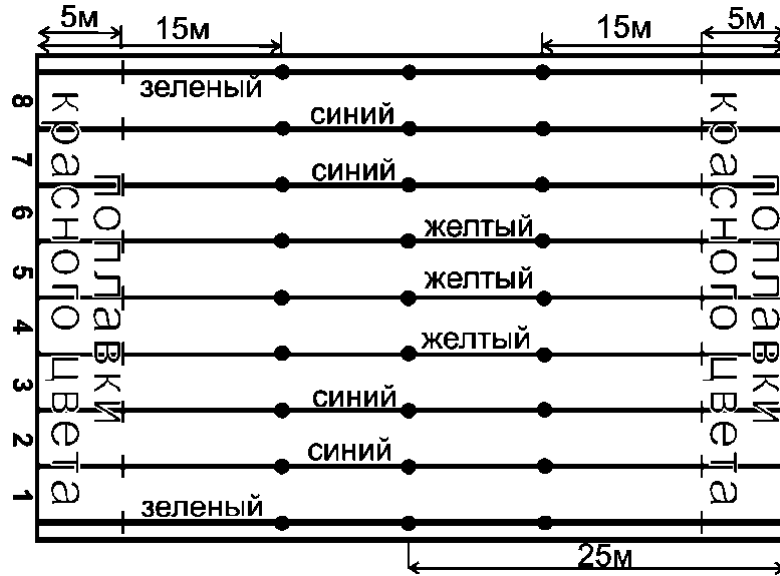 5м
5м
15м
15м
зеленый
8
синий
7
синий
6
желтый
5
желтый
4
желтый
3
синий
2
синий
1
зеленый
поплавки
красного цвета
поплавки
красного цвета
25м